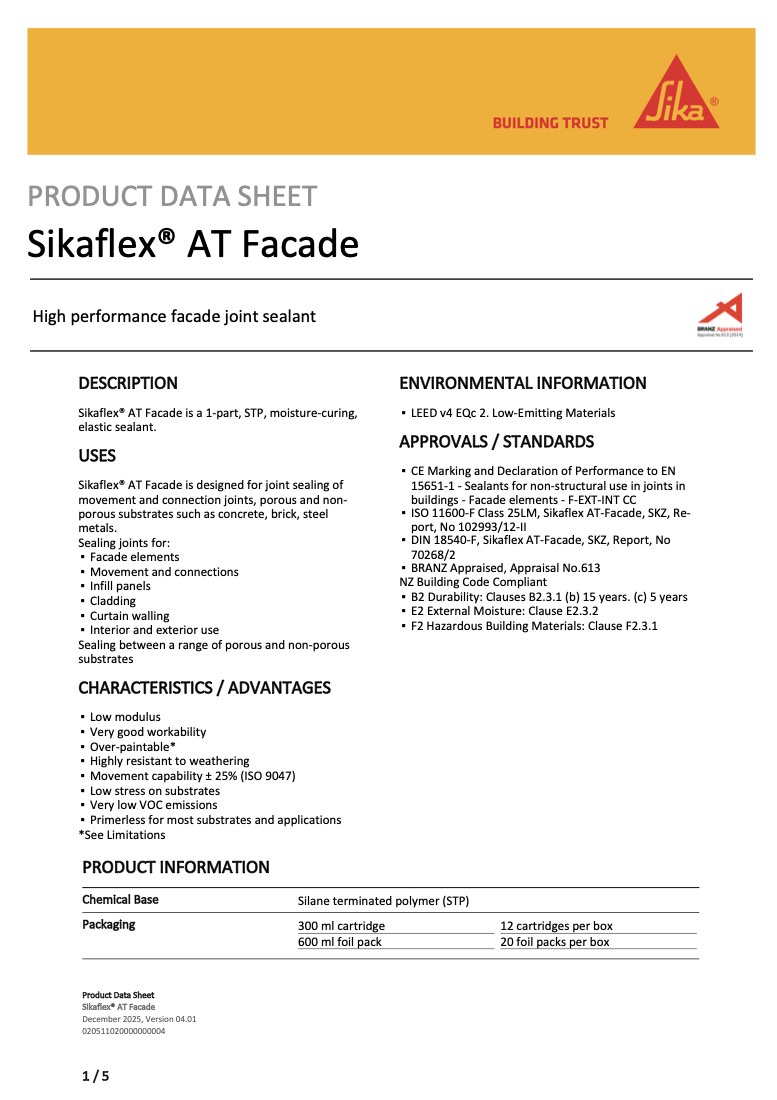 BUILDING TRUST
Sika®
PRODUCT DATA SHEET
Sikaflex® AT Facade
High performance facade joint sealant
BRANZ Appraised
Appraisal No.613 [2014]
DESCRIPTION
Sikaflex® AT Facade is a 1-part, STP, moisture-curing,
elastic sealant.
USES
Sikaflex® AT Facade is designed for joint sealing of
movement and connection joints, porous and non-
porous substrates such as concrete, brick, steel
metals.
Sealing joints for:
▪ Facade elements
▪ Movement and connections
▪ Infill panels
▪ Cladding
▪ Curtain walling
▪ Interior and exterior use
Sealing between a range of porous and non-porous
substrates
CHARACTERISTICS / ADVANTAGES
▪ Low modulus
▪ Very good workability
▪ Over-paintable*
▪ Highly resistant to weathering
▪ Movement capability ± 25% (ISO 9047)
▪ Low stress on substrates
▪ Very low VOC emissions
▪ Primerless for most substrates and applications
*See Limitations
ENVIRONMENTAL INFORMATION
▪ LEED v4 EQc 2. Low-Emitting Materials
APPROVALS / STANDARDS
▪ CE Marking and Declaration of Performance to EN
15651-1 - Sealants for non-structural use in joints in
buildings - Facade elements - F-EXT-INT CC
▪ ISO 11600-F Class 25LM, Sikaflex AT-Facade, SKZ, Re-
port, No 102993/12-II
▪ DIN 18540-F, Sikaflex AT-Facade, SKZ, Report, No
70268/2
▪ BRANZ Appraised, Appraisal No.613
NZ Building Code Compliant
▪ B2 Durability: Clauses B2.3.1 (b) 15 years. (c) 5 years
▪ E2 External Moisture: Clause E2.3.2
▪ F2 Hazardous Building Materials: Clause F2.3.1
PRODUCT INFORMATION
Chemical Base Silane terminated polymer (STP)
Packaging 300 ml cartridge 12 cartridges per box
600 ml foil pack 20 foil packs per box
Product Data Sheet
Sikaflex® AT Facade
December 2025, Version 04.01
020511020000000004
1 / 5